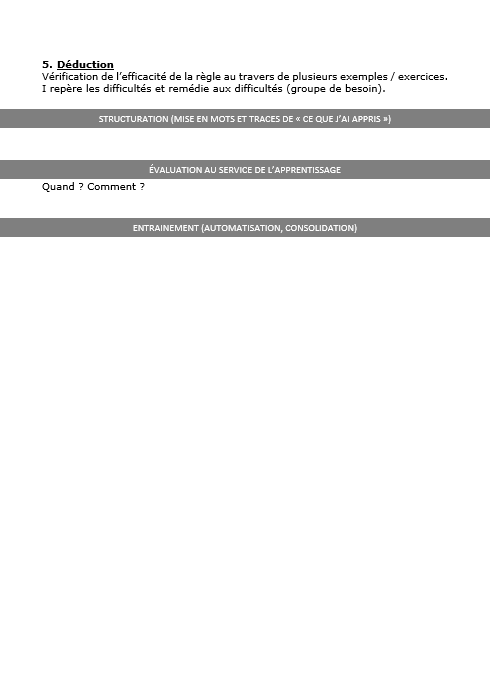 5. Déduction
Vérification de l’efficacité de la règle au travers de plusieurs exemples / exercices.
I repère les difficultés et remédie aux difficultés (groupe de besoin).
STRUCTURATION (MISE EN MOTS ET TRACES DE « CE QUE J’AI APPRIS »)
ÉVALUATION AU SERVICE DE L’APPRENTISSAGE
Quand ? Comment ?
ENTRAINEMENT (AUTOMATISATION, CONSOLIDATION)